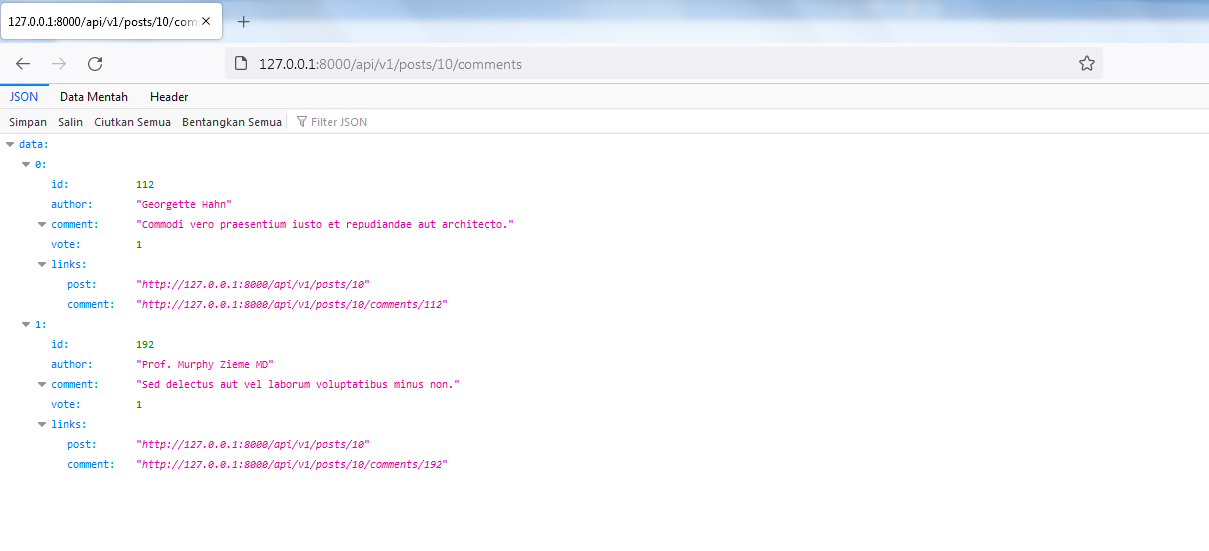 127.0.0.1:8000/api/v1/posts/10/com
127.0.0.1:8000/api/v1/posts/10/comments
JSON Data Mentah Header
Simpan Salin Ciutkan Semua Bentangkan Semua Filter JSON
data:
0:
id: 112
author: "Georgette Hahn"
comment: "Commodi vero praesentium iusto et repudiandae aut architecto."
vote: 1
links:
post: "http://127.0.0.1:8000/api/v1/posts/10"
comment: "http://127.0.0.1:8000/api/v1/posts/10/comments/112"
1:
id: 192
author: "Prof. Murphy Zieme MD"
comment: "Sed delectus aut vel laborum voluptatibus minus non."
vote: 1
links:
post: "http://127.0.0.1:8000/api/v1/posts/10"
comment: "http://127.0.0.1:8000/api/v1/posts/10/comments/192"